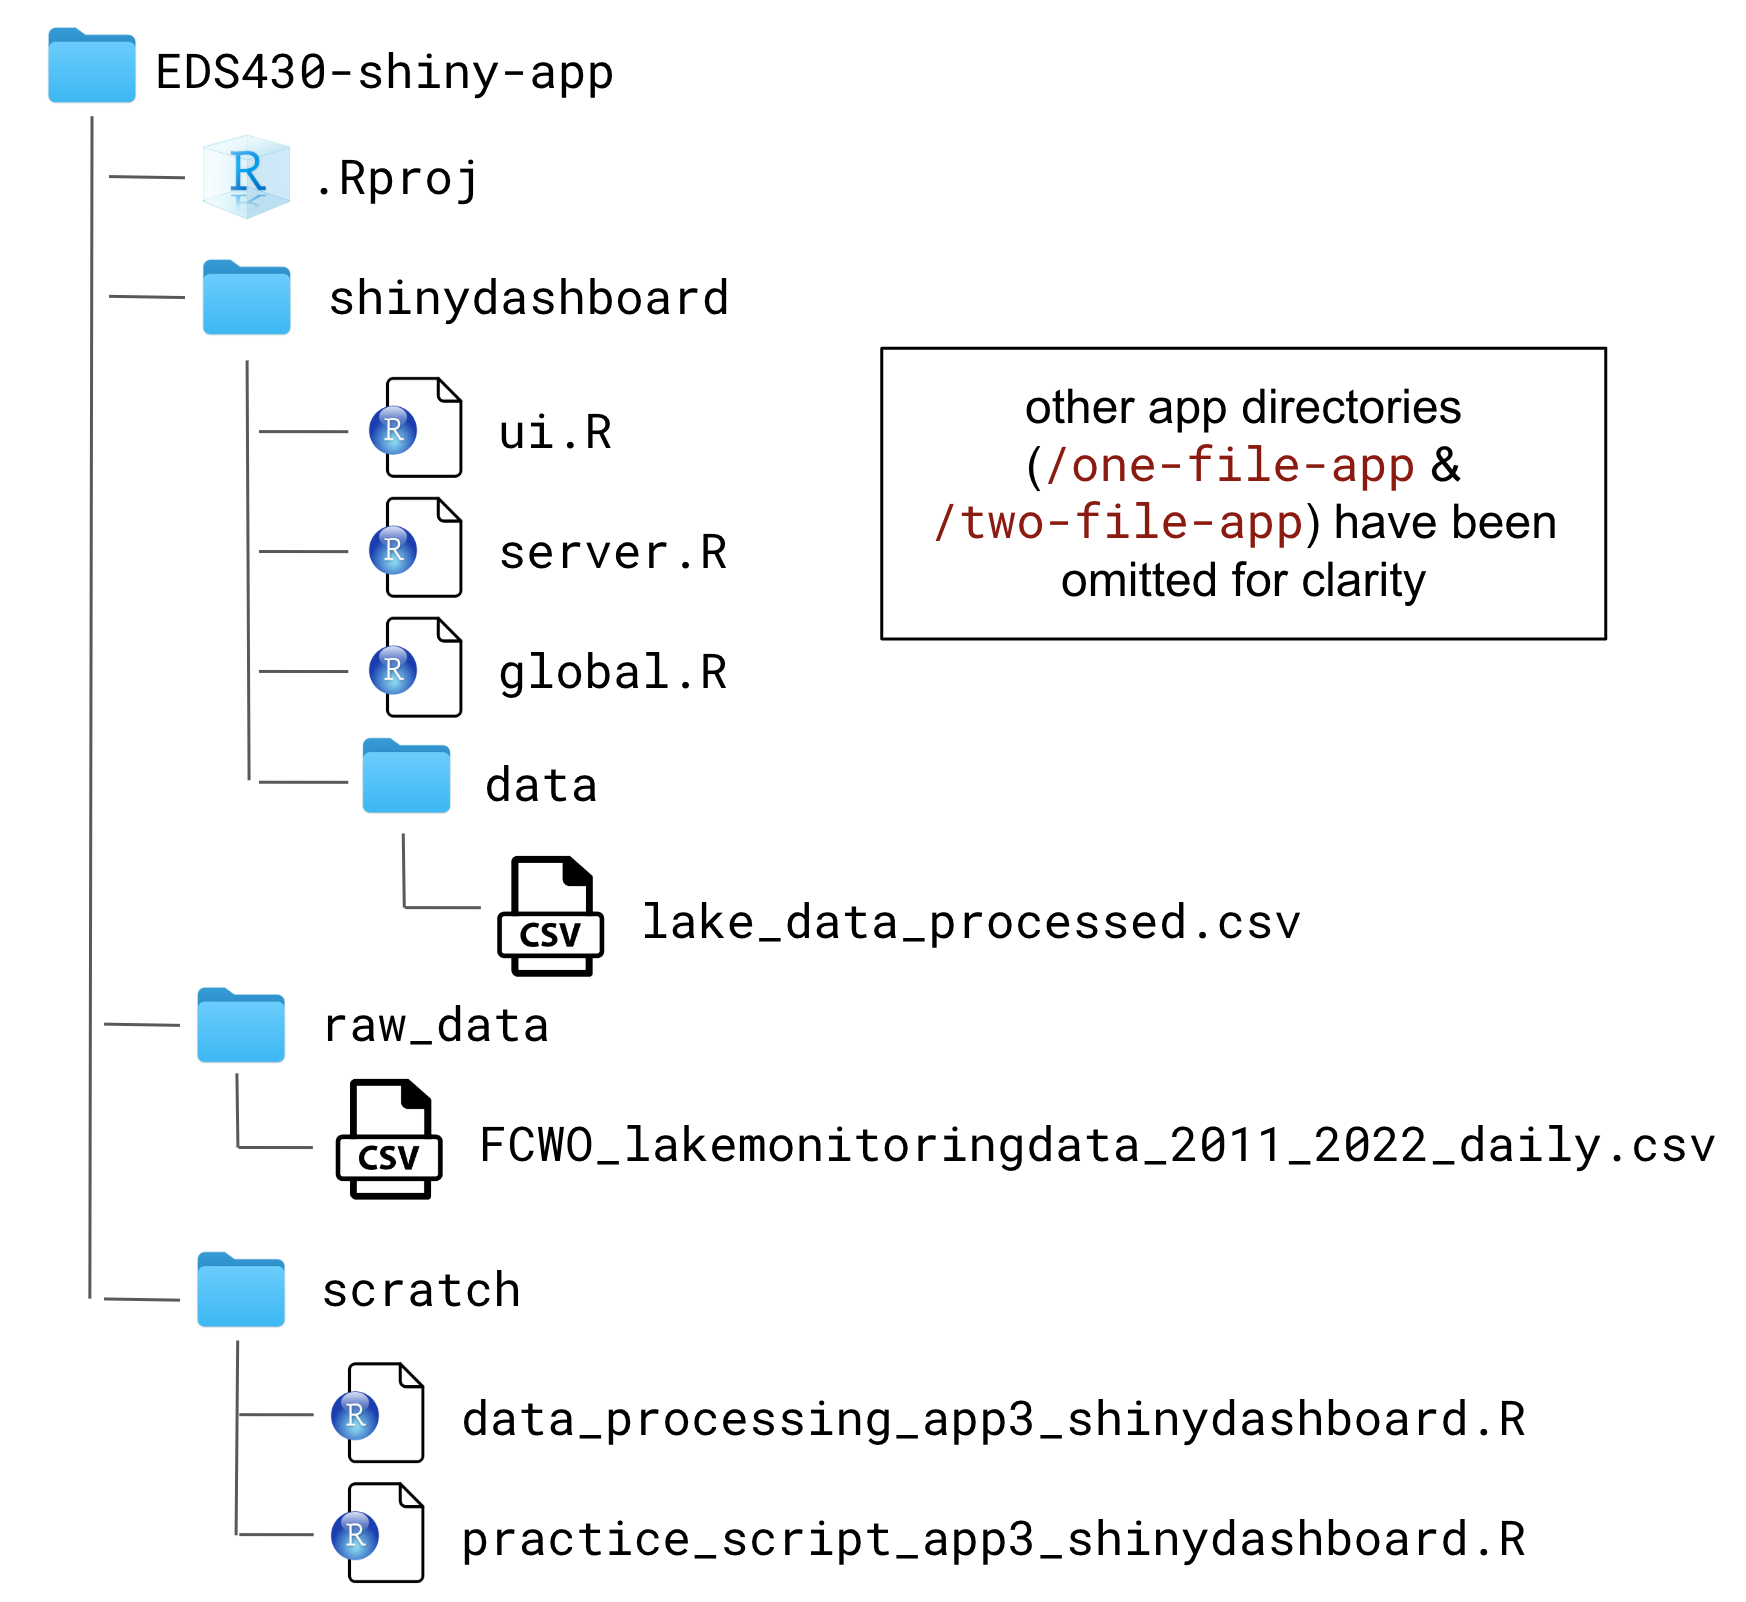 EDS430-shiny-app
R
.Rproj
shinydashboard
R
ui.R
R
server.R
R
global.R
other app directories
(/one-file-app &
/two-file-app) have been
omitted for clarity
data
CSV
lake_data_processed.csv
raw_data
CSV
FCWO_lakemonitoringdata_2011_2022_daily.csv
scratch
R
data_processing_app3_shinydashboard.R
R
practice_script_app3_shinydashboard.R